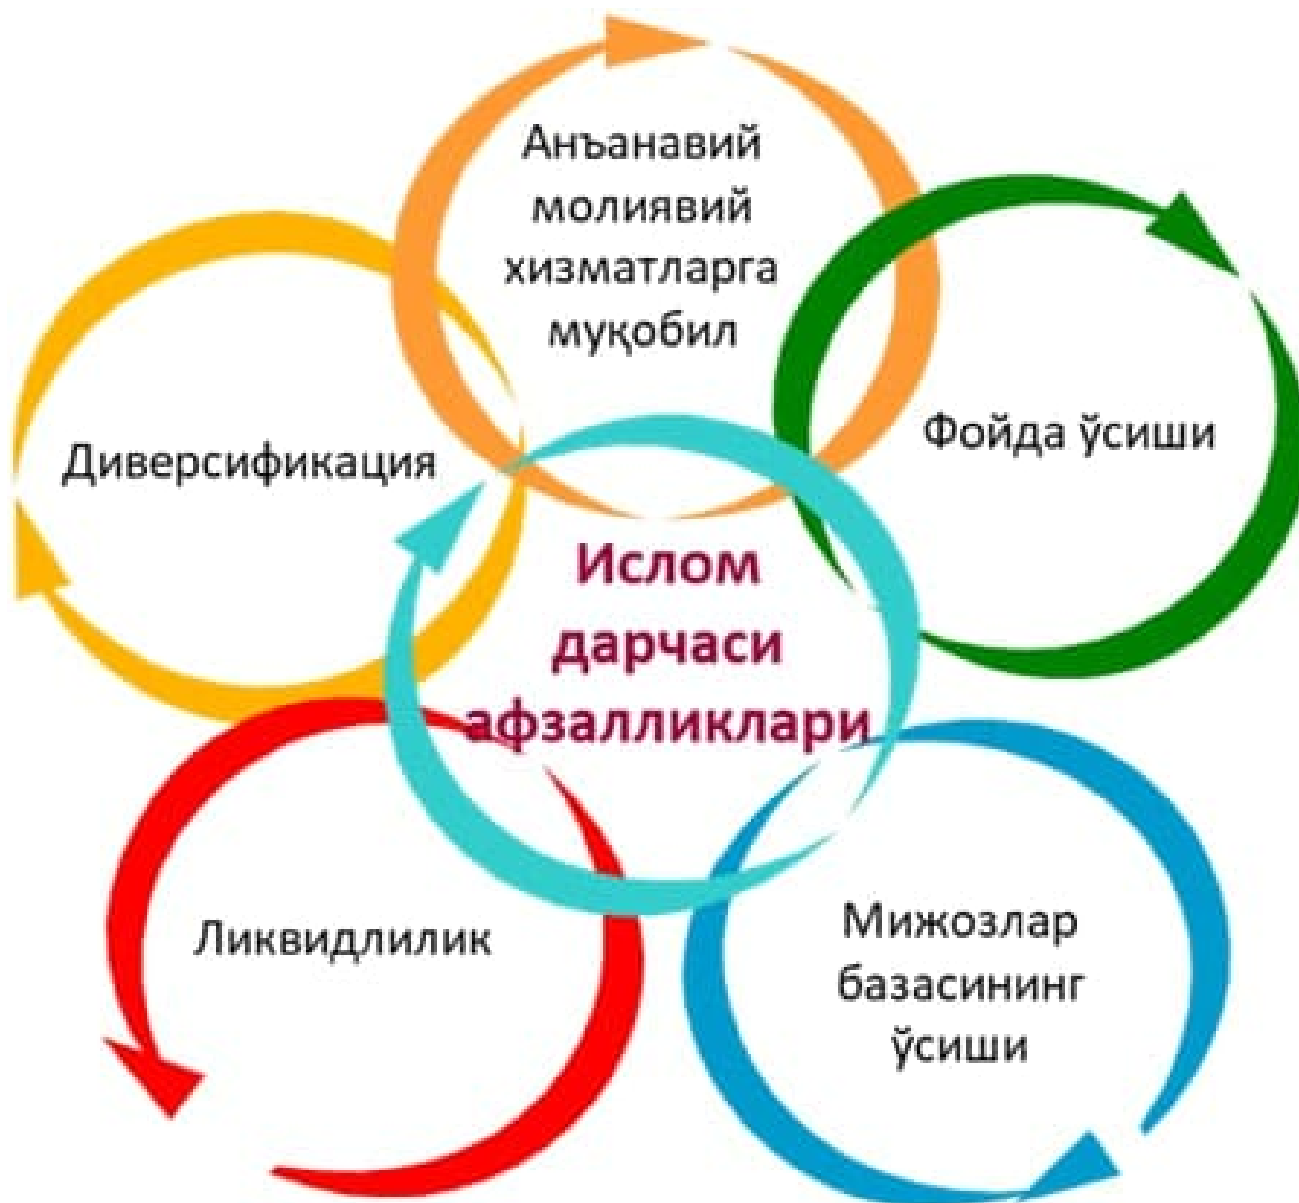 Анъанавий
молиявий
хизматларга
муқобил
Фойда ўсиши
Диверсификация
Ислом
дарчаси
афзалликлари
Ликвидлилик
Мижозлар
базасининг
ўсиши